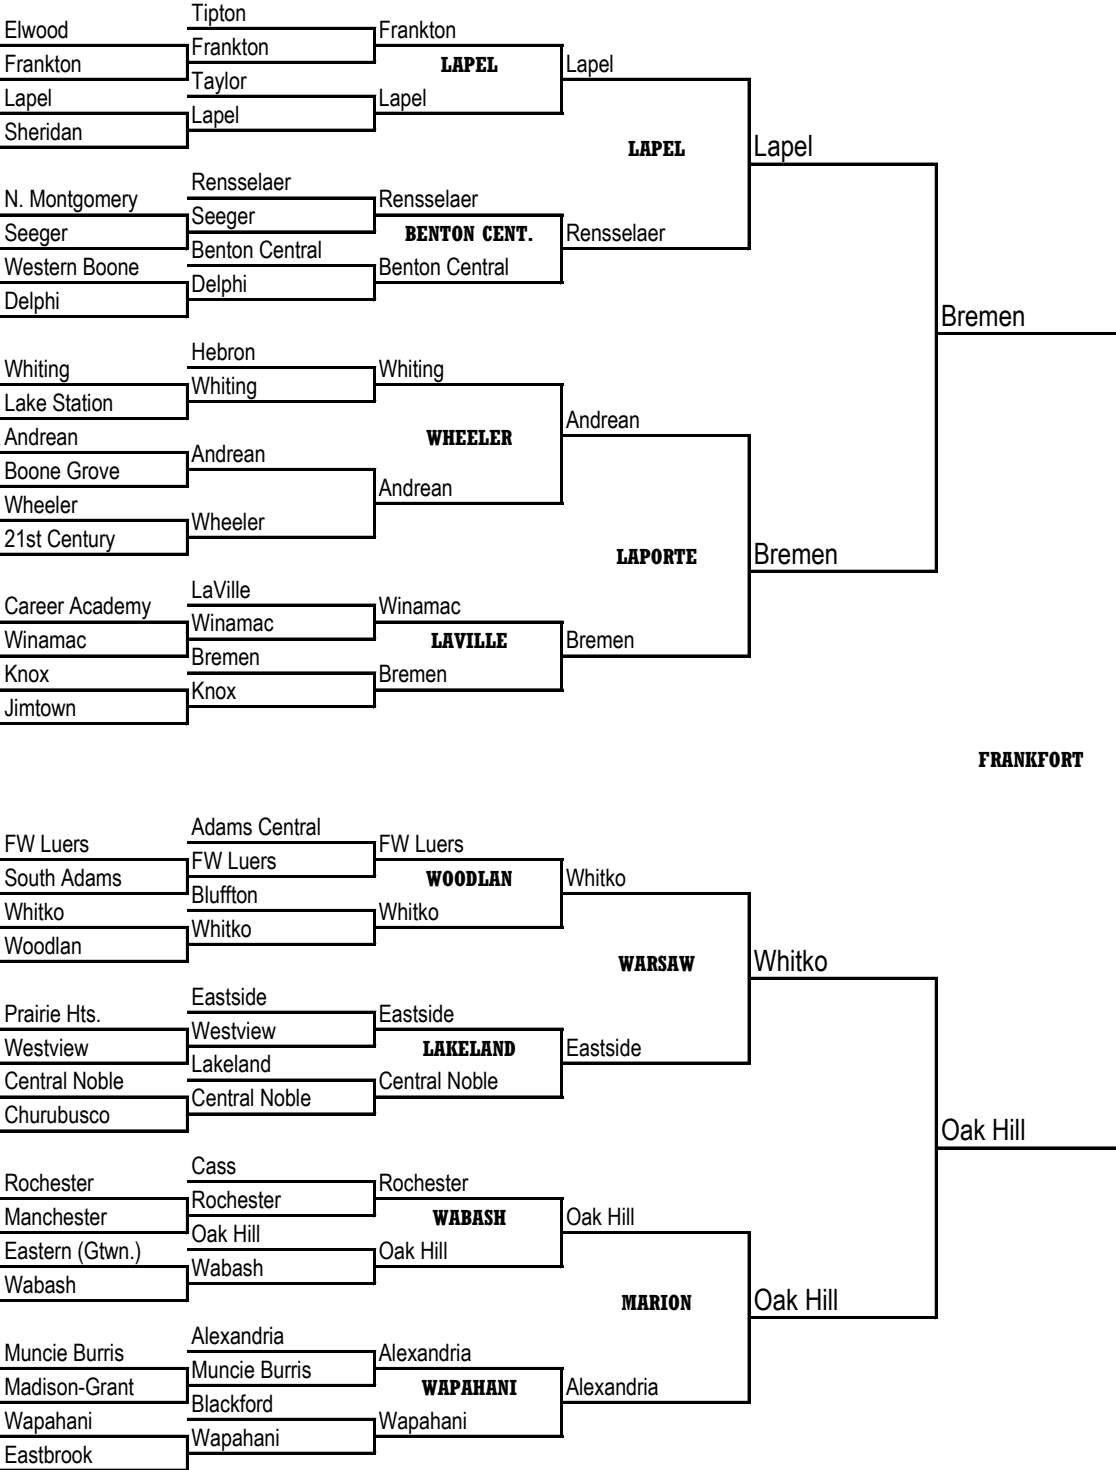 Tipton
Elwood
Frankton
Frankton
Frankton
LAPEL
Lapel
Taylor
Lapel
Lapel
Lapel
Sheridan
LAPEL
Lapel
Rensselaer
N. Montgomery
Rensselaer
Seeger
Seeger
BENTON CENT.
Rensselaer
Benton Central
Western Boone
Benton Central
Delphi
Delphi
Bremen
Hebron
Whiting
Whiting
Whiting
Lake Station
Andrean
Andrean
WHEELER
Andrean
Boone Grove
Andrean
Wheeler
Wheeler
21st Century
LAPORTE
Bremen
LaVille
Career Academy
Winamac
Winamac
Winamac
LAVILLE
Bremen
Bremen
Knox
Bremen
Knox
Jimtown
FRANKFORT
Adams Central
FW Luers
FW Luers
FW Luers
South Adams
WOODLAN
Whitko
Bluffton
Whitko
Whitko
Whitko
Woodlan
WARSAW
Whitko
Eastside
Prairie Hts.
Eastside
Westview
Westview
LAKELAND
Eastside
Lakeland
Central Noble
Central Noble
Central Noble
Churubusco
Oak Hill
Cass
Rochester
Rochester
Rochester
Manchester
WABASH
Oak Hill
Oak Hill
Eastern (Gtwn.)
Oak Hill
Wabash
Wabash
MARION
Oak Hill
Alexandria
Muncie Burris
Alexandria
Muncie Burris
Madison-Grant
WAPAHANI
Alexandria
Blackford
Wapahani
Wapahani
Wapahani
Eastbrook